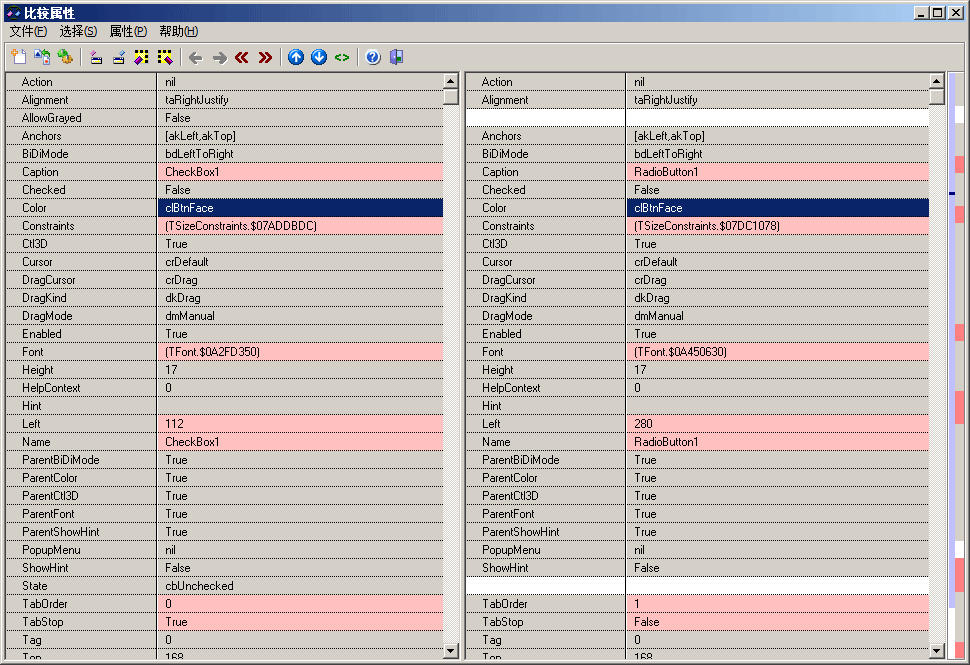 比较属性
文件(F) 选择(S) 属性(P) 帮助(H)
Action nil Action nil
Alignment taRightJustify Alignment taRightJustify
AllowGrayed False
Anchors [akLeft,akTop] Anchors [akLeft,akTop]
BiDiMode bdLeftToRight BiDiMode bdLeftToRight
Caption CheckBox1 Caption RadioButton1
Checked False Checked False
Color clBtnFace Color clBtnFace
Constraints (TSizeConstraints.$07ADDBDC) Constraints (TSizeConstraints.$07DC1078)
Ctl3D True Ctl3D True
Cursor crDefault Cursor crDefault
DragCursor crDrag DragCursor crDrag
DragKind dkDrag DragKind dkDrag
DragMode dmManual DragMode dmManual
Enabled True Enabled True
Font (TFont.$0A2FD350) Font (TFont.$0A450630)
Height 17 Height 17
HelpContext 0 HelpContext 0
Hint Hint
Left 112 Left 280
Name CheckBox1 Name RadioButton1
ParentBiDiMode True ParentBiDiMode True
ParentColor True ParentColor True
ParentCtl3D True ParentCtl3D True
ParentFont True ParentFont True
ParentShowHint True ParentShowHint True
PopupMenu nil PopupMenu nil
ShowHint False ShowHint False
State cbUnchecked
TabOrder 0 TabOrder 1
TabStop True TabStop False
Tag 0 Tag 0
Top 168 Top 168